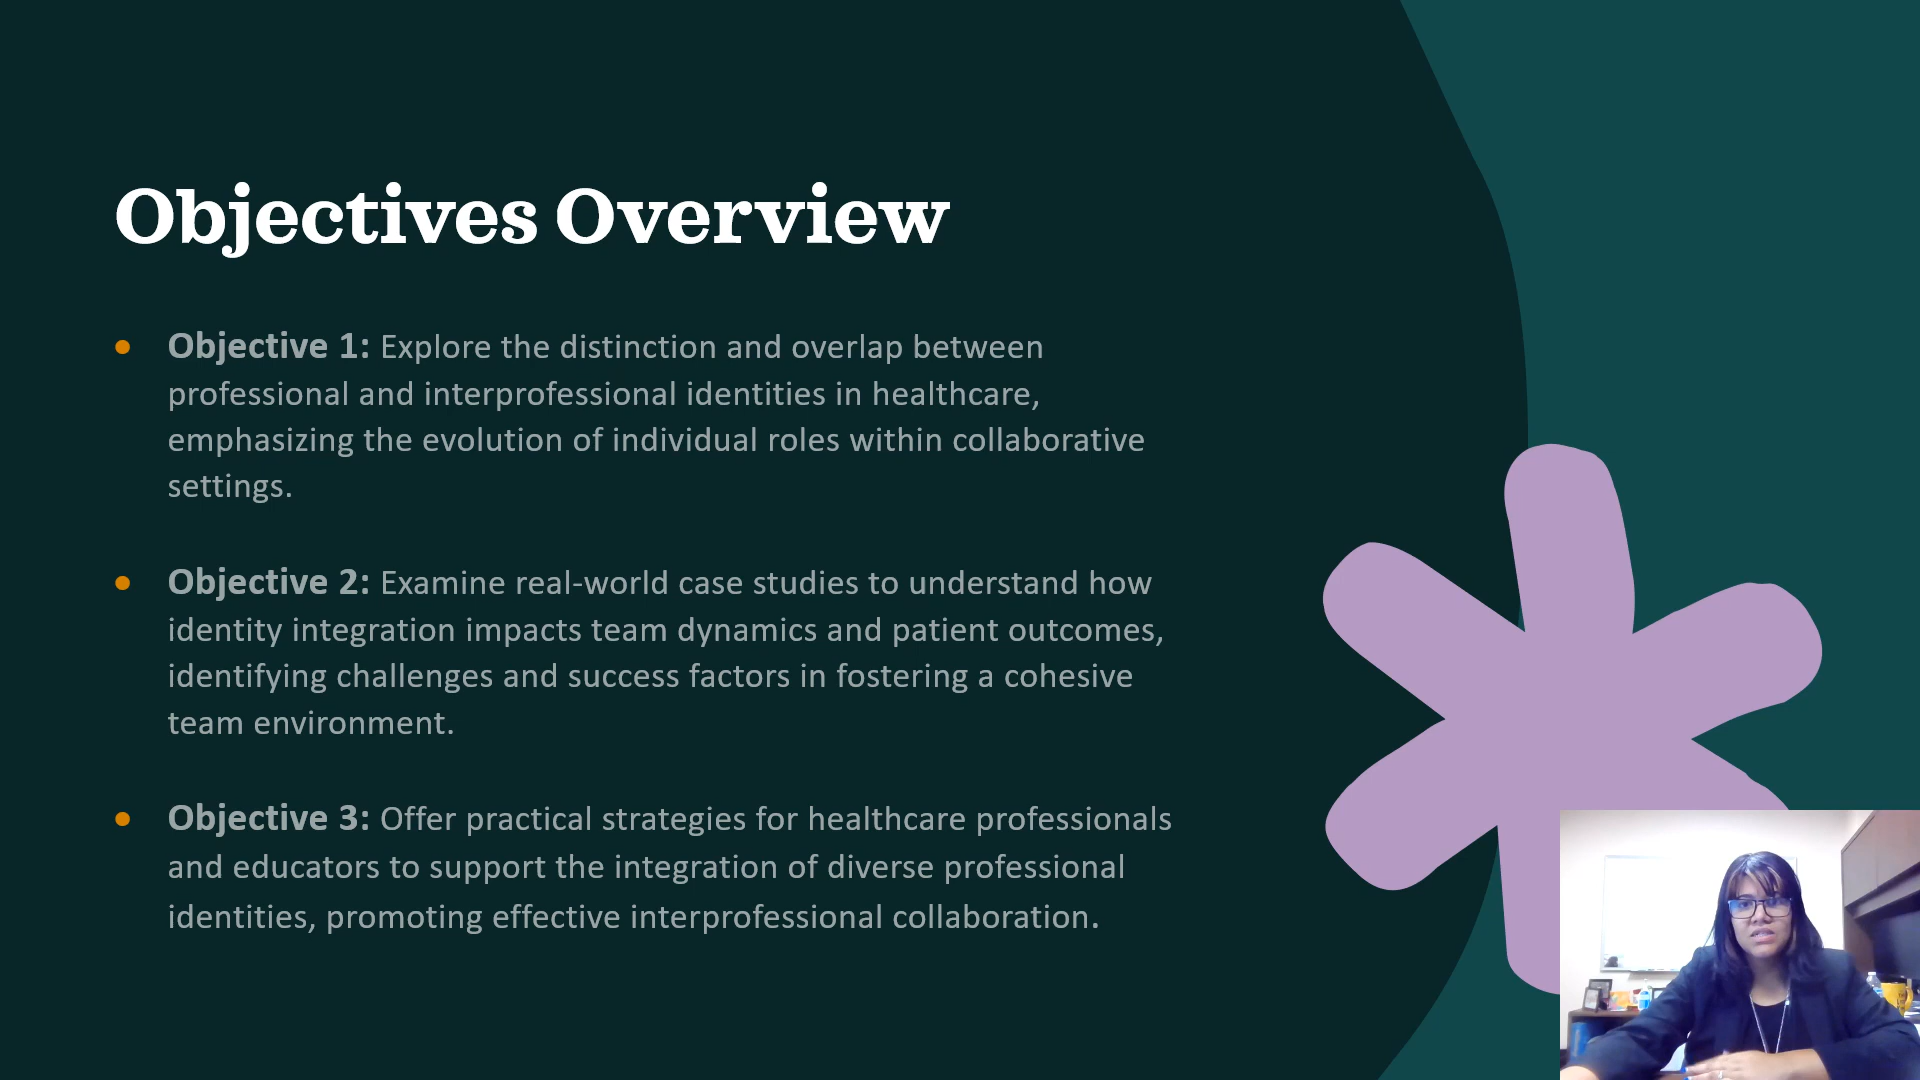 Objectives Overview
• Objective 1: Explore the distinction and overlap between
professional and interprofessional identities in healthcare,
emphasizing the evolution of individual roles within collaborative
settings.
• Objective 2: Examine real-world case studies to understand how
identity integration impacts team dynamics and patient outcomes,
identifying challenges and success factors in fostering a cohesive
team environment.
• Objective 3: Offer practical strategies for healthcare professionals
and educators to support the integration of diverse professional
identities, promoting effective interprofessional collaboration.